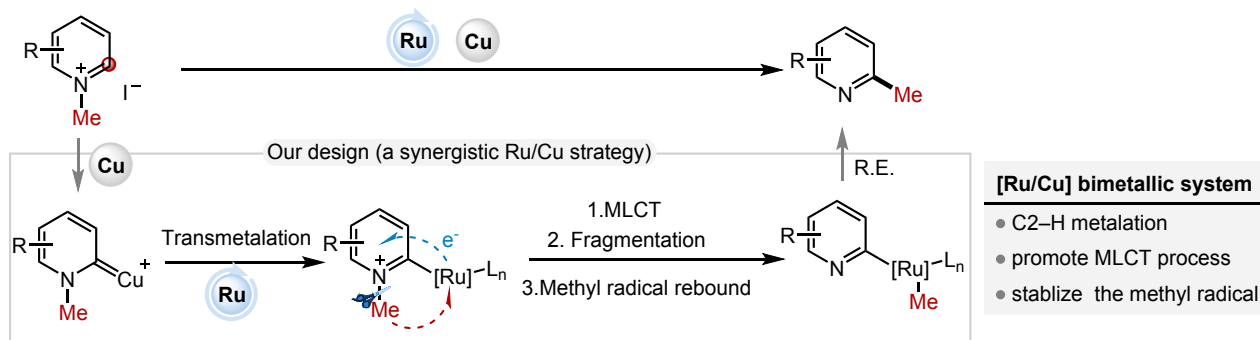 R
N
+
Me
I−
Ru
Cu
R
N
Me
Cu
Our design (a synergistic Ru/Cu strategy)
R.E.
R
N
Me
Cu
+
Transmetalation
Ru
R
N
+
Me
e-
[Ru]
Ln
1.MLCT
2. Fragmentation
3.Methyl radical rebound
R
N
[Ru]
Ln
Me
[Ru/Cu] bimetallic system
● C2–H metalation
● promote MLCT process
● stablize the methyl radical